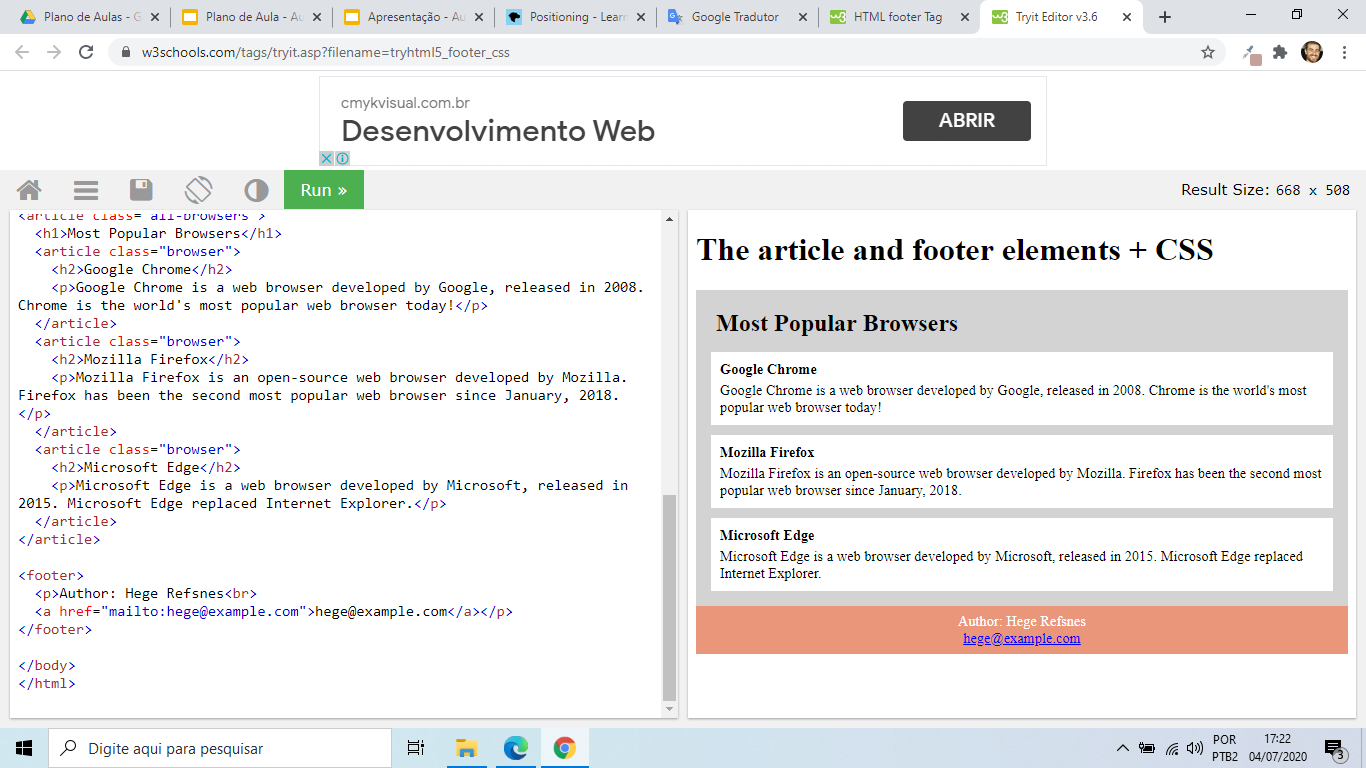 Plano de Aulas - G
Plano de Aula - Au
Apresentação - Au
Positioning - Learn
Google Tradutor
HTML footer Tag
Tryit Editor v3.6
w3schools.com/tags/tryit.asp?filename=tryhtml5_footer_css
cmykvisual.com.br
Desenvolvimento Web
ABRIR
Run »
Result Size: 668 x 508
<article class="all-browsers">
<h1>Most Popular Browsers</h1>
<article class="browser">
<h2>Google Chrome</h2>
<p>Google Chrome is a web browser developed by Google, released in 2008.
Chrome is the world's most popular web browser today!</p>
</article>
<article class="browser">
<h2>Mozilla Firefox</h2>
<p>Mozilla Firefox is an open-source web browser developed by Mozilla.
Firefox has been the second most popular web browser since January, 2018.
</p>
</article>
<article class="browser">
<h2>Microsoft Edge</h2>
<p>Microsoft Edge is a web browser developed by Microsoft, released in
2015. Microsoft Edge replaced Internet Explorer.</p>
</article>
</article>
<footer>
<p>Author: Hege Refsnes<br>
<a href="mailto:hege@example.com">hege@example.com</a></p>
</footer>
</body>
</html>
The article and footer elements + CSS
Most Popular Browsers
Google Chrome
Google Chrome is a web browser developed by Google, released in 2008. Chrome is the world's most
popular web browser today!
Mozilla Firefox
Mozilla Firefox is an open-source web browser developed by Mozilla. Firefox has been the second most
popular web browser since January, 2018.
Microsoft Edge
Microsoft Edge is a web browser developed by Microsoft, released in 2015. Microsoft Edge replaced
Internet Explorer.
Author: Hege Refsnes
hege@example.com
Digite aqui para pesquisar
POR
PTB2
17:22
04/07/2020
3